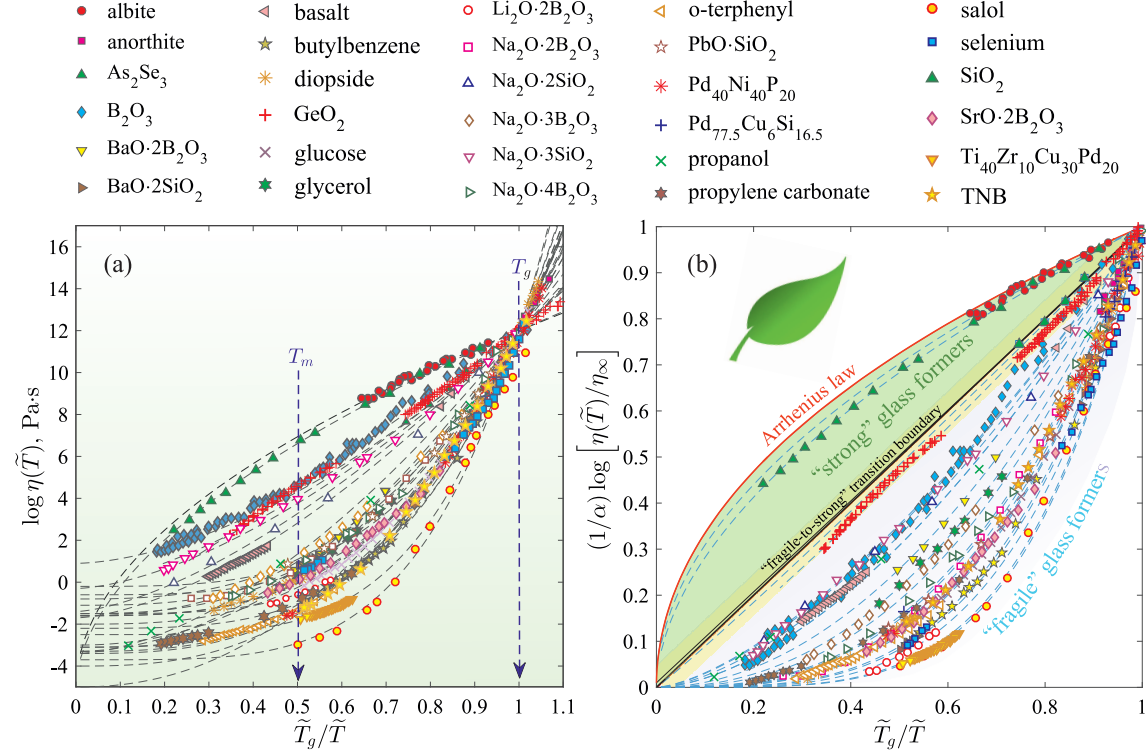 albite
anorthite
As2Se3
B2O3
BaO·2B2O3
BaO·2SiO2
basalt
butylbenzene
diopside
GeO2
glucose
glycerol
Li2O·2B2O3
Na2O·2B2O3
Na2O·2SiO2
Na2O·3B2O3
Na2O·3SiO2
Na2O·4B2O3
o-terphenyl
PbO·SiO2
Pd40Ni40P20
Pd77.5Cu6Si16.5
propanol
propylene carbonate
salol
selenium
SiO2
SrO·2B2O3
Ti40Zr10Cu30Pd20
TNB
(a)
Tm
Tg
16
14
12
10
8
6
4
2
0
-2
-4
log η(T̃), Pa·s
0 0.1 0.2 0.3 0.4 0.5 0.6 0.7 0.8 0.9 1 1.1
T̃g/T̃
(b)
Arrhenius law
“strong” glass formers
“fragile-to-strong” transition boundary
“fragile” glass formers
1
0.9
0.8
0.7
0.6
0.5
0.4
0.3
0.2
0.1
0
(1/α) log [η(T̃)/η∞]
0 0.2 0.4 0.6 0.8 1
T̃g/T̃